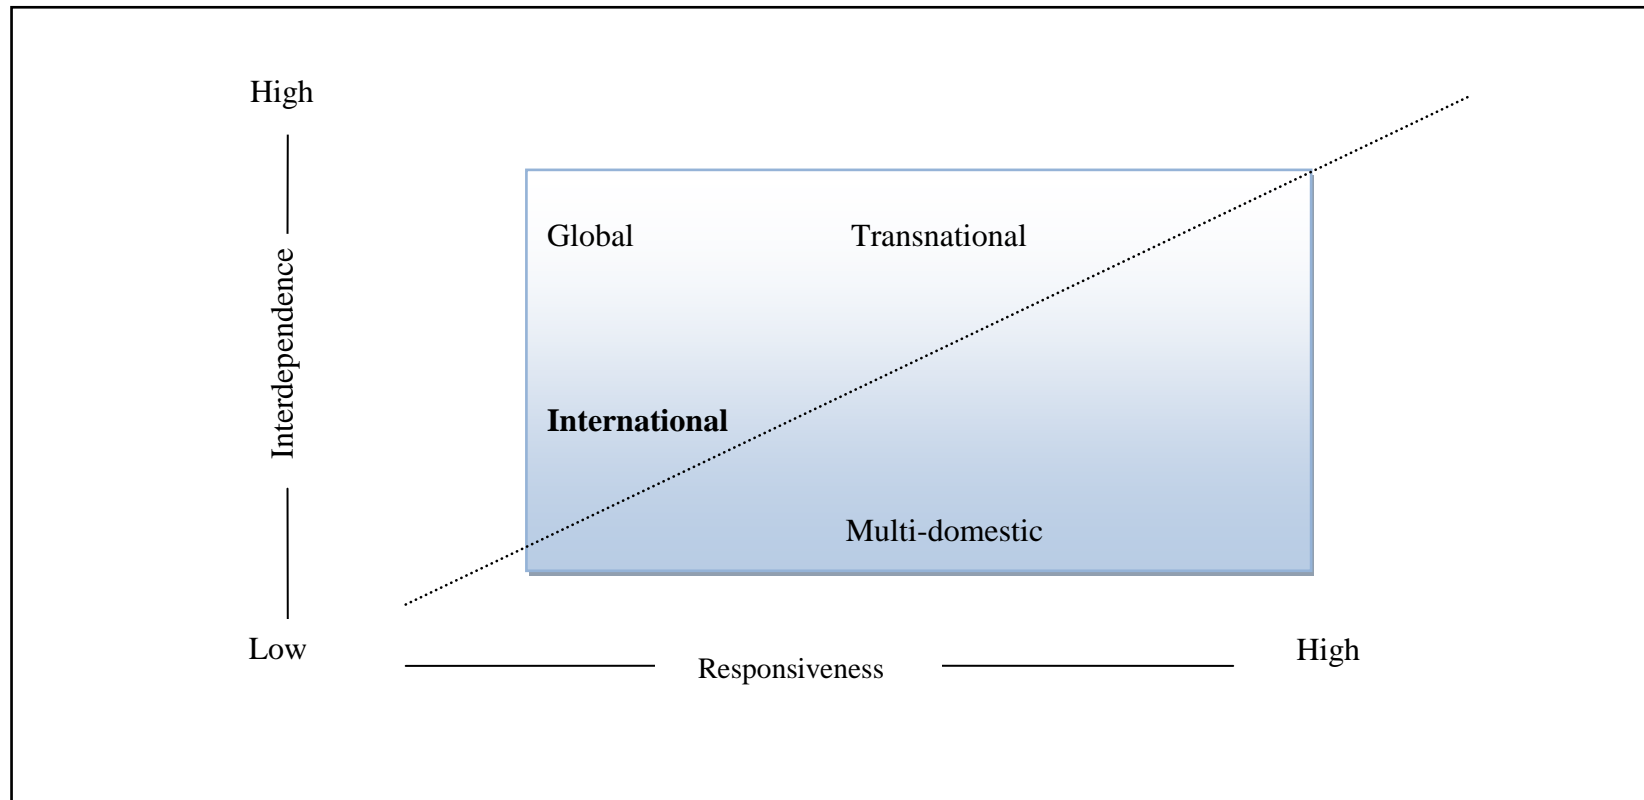 High
Global
Transnational
Interdependence
International
Multi-domestic
Low
High
Responsiveness